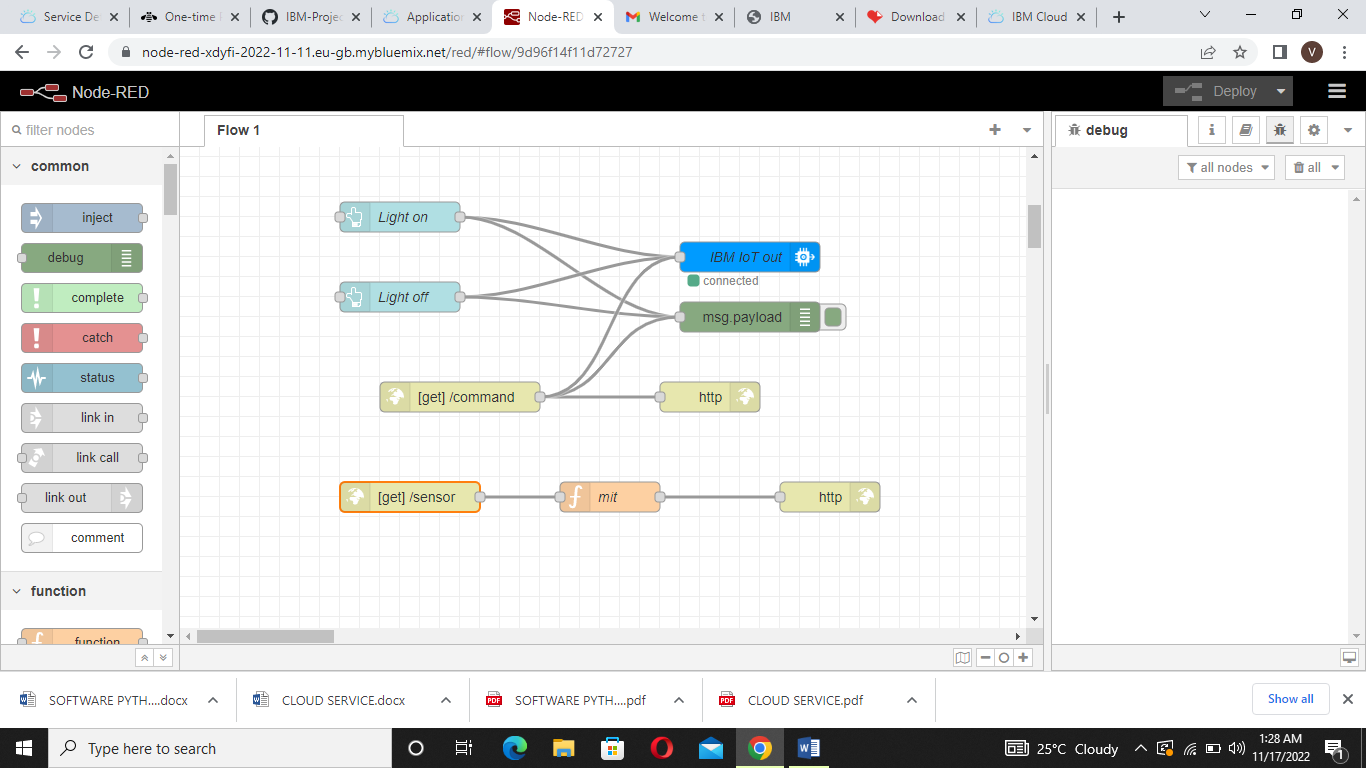 Service De
One-time
IBM-Projec
Application
Node-RED
Welcome t
IBM
Download
IBM Cloud
node-red-xdyfi-2022-11-11.eu-gb.mybluemix.net/red/#flow/9d96f14f11d72727
V
Node-RED
Deploy
filter nodes
Flow 1
debug
i
common
all nodes
all
inject
debug
complete
catch
status
link in
link call
link out
comment
function
function
Light on
IBM IoT out
connected
Light off
msg.payload
[get] /command
http
[get] /sensor
f
mit
http
SOFTWARE PYTH....docx
CLOUD SERVICE.docx
PDF
SOFTWARE PYTH....pdf
PDF
CLOUD SERVICE.pdf
Show all
Type here to search
25°C Cloudy
1:28 AM
11/17/2022
1